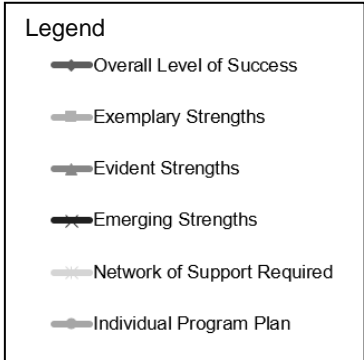 Legend
Overall Level of Success
Exemplary Strengths
Evident Strengths
Emerging Strengths
Network of Support Required
Individual Program Plan